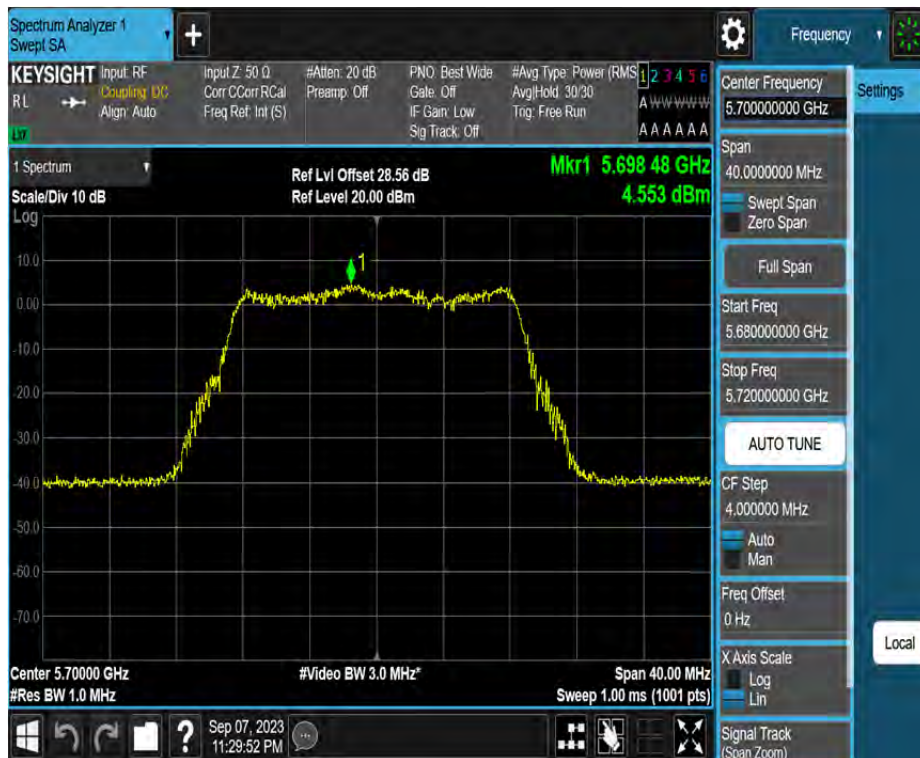 Spectrum Analyzer 1
Swept SA
+
Frequency
KEYSIGHT
RL
LXI
Input: RF
Coupling: DC
Align: Auto
Input Z: 50 Ω
Corr CCorr RCal
Freq Ref: Int (S)
#Atten: 20 dB
Preamp: Off
PNO: Best Wide
Gate: Off
IF Gain: Low
Sig Track: Off
#Avg Type: Power (RMS
Avg|Hold: 30/30
Trig: Free Run
1 2 3 4 5 6
A W W W W W
A A A A A A
1 Spectrum
Scale/Div 10 dB
Ref Lvl Offset 28.56 dB
Ref Level 20.00 dBm
Mkr1 5.698 48 GHz
4.553 dBm
Log
10.0
0.00
-10.0
-20.0
-30.0
-40.0
-50.0
-60.0
-70.0
1
Center 5.70000 GHz
#Res BW 1.0 MHz
#Video BW 3.0 MHz*
Span 40.00 MHz
Sweep 1.00 ms (1001 pts)
Center Frequency
5.700000000 GHz
Settings
Span
40.0000000 MHz
Swept Span
Zero Span
Full Span
Start Freq
5.680000000 GHz
Stop Freq
5.720000000 GHz
AUTO TUNE
CF Step
4.000000 MHz
Auto
Man
Freq Offset
0 Hz
X Axis Scale
Log
Lin
Local
Signal Track
(Span Zoom)
?
Sep 07, 2023
11:29:52 PM